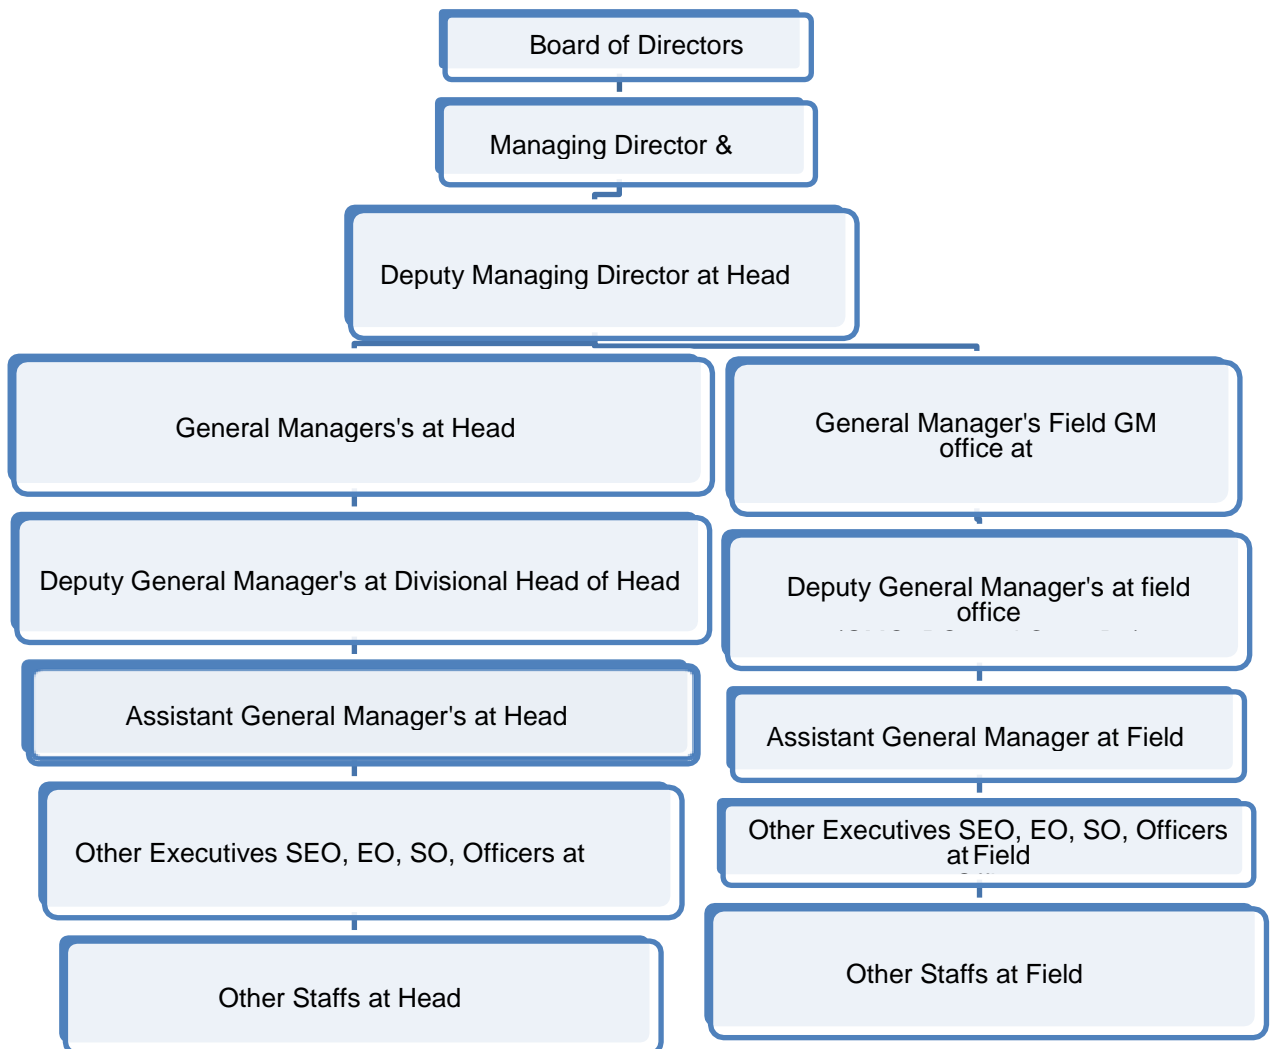 Board of Directors
Managing Director &
Deputy Managing Director at Head
General Managers's at Head
General Manager's Field GM
office at
Deputy General Manager's at Divisional Head of Head
Deputy General Manager's at field
office
Assistant General Manager's at Head
Assistant General Manager at Field
Other Executives SEO, EO, SO, Officers at
Other Executives SEO, EO, SO, Officers
at Field
Other Staffs at Head
Other Staffs at Field